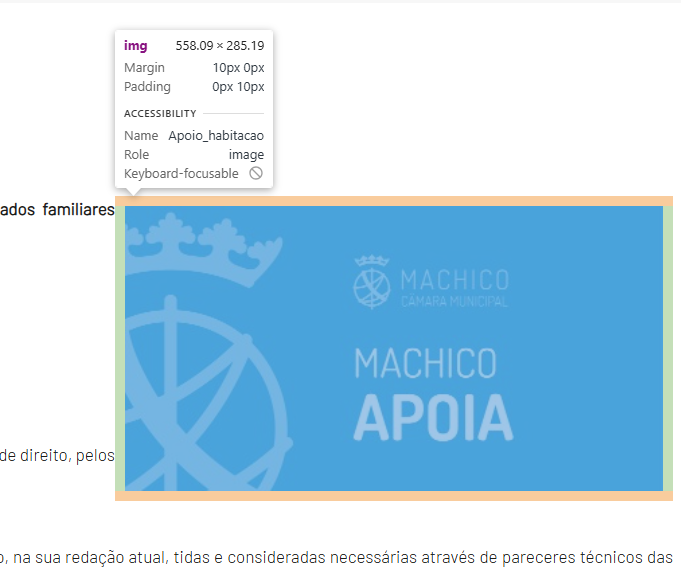 img 558.09 × 285.19
Margin 10px 0px
Padding 0px 10px
ACCESSIBILITY
Name Apoio_habitacao
Role image
Keyboard-focusable
ados familiares
MACHICO
CÂMARA MUNICIPAL
MACHICO
APOIA
de direito, pelos
o, na sua redação atual, tidas e consideradas necessárias através de pareceres técnicos das